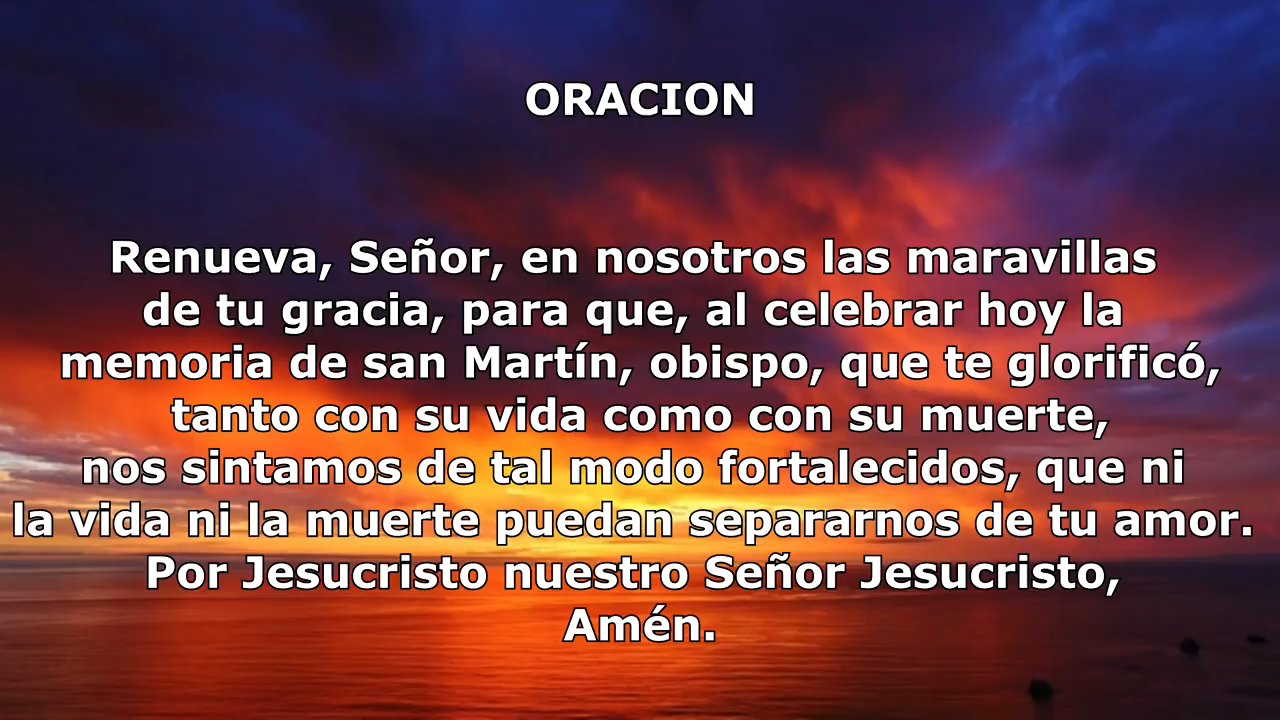 ORACION
Renueva, Señor, en nosotros las maravillas
de tu gracia, para que, al celebrar hoy la
memoria de san Martín, obispo, que te glorificó,
tanto con su vida como con su muerte,
nos sintamos de tal modo fortalecidos, que ni
la vida ni la muerte puedan separarnos de tu amor.
Por Jesucristo nuestro Señor Jesucristo,
Amén.